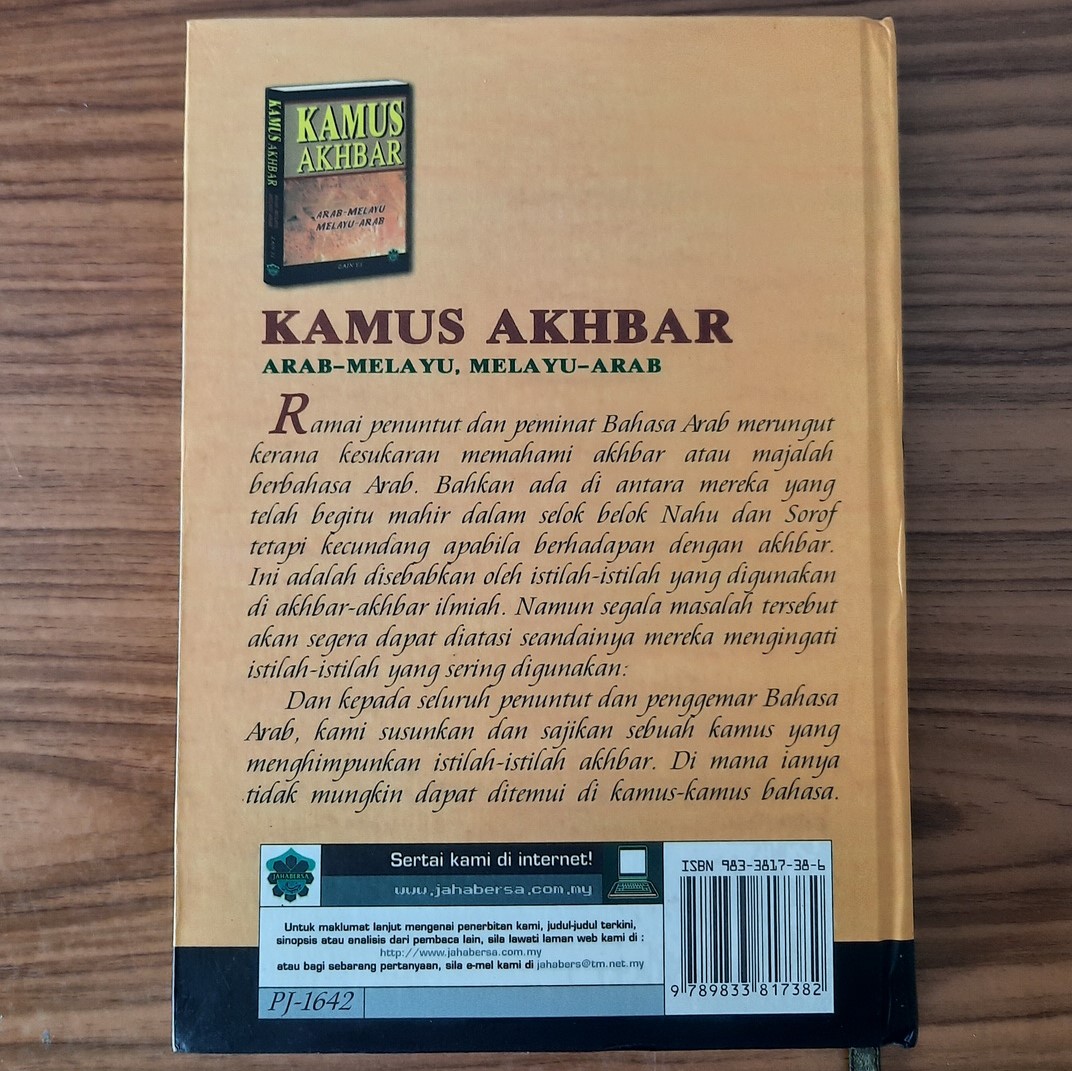 KAMUS
AKHBAR
ARAB-MELAYU
MELAYU-ARAB
KAMUS AKHBAR
KAMUS AKHBAR
ARAB-MELAYU, MELAYU-ARAB
Ramai penuntut dan peminat Bahasa Arab merungut
kerana kesukaran memahami akhbar atau majalah
berbahasa Arab. Bahkan ada di antara mereka yang
telah begitu mahir dalam selok belok Nahu dan Sorof
tetapi kecundang apabila berhadapan dengan akhbar.
Ini adalah disebabkan oleh istilah-istilah yang digunakan
di akhbar-akhbar ilmiah. Namun segala masalah tersebut
akan segera dapat diatasi seandainya mereka mengingati
istilah-istilah yang sering digunakan:
Dan kepada seluruh penuntut dan penggemar Bahasa
Arab, kami susunkan dan sajikan sebuah kamus yang
menghimpunkan istilah-istilah akhbar. Di mana ianya
tidak mungkin dapat ditemui di kamus-kamus bahasa.
JAHABERSA
Sertai kami di internet!
www.jahabersa.com.my
Untuk maklumat lanjut mengenai penerbitan kami, judul-judul terkini,
sinopsis atau analisis dari pembaca lain, sila lawati laman web kami di :
http://www.jahabersa.com.my
atau bagi sebarang pertanyaan, sila e-mel kami di jahabers@tm.net.my
PJ-1642
ISBN 983-3817-38-6
9 789833 817382